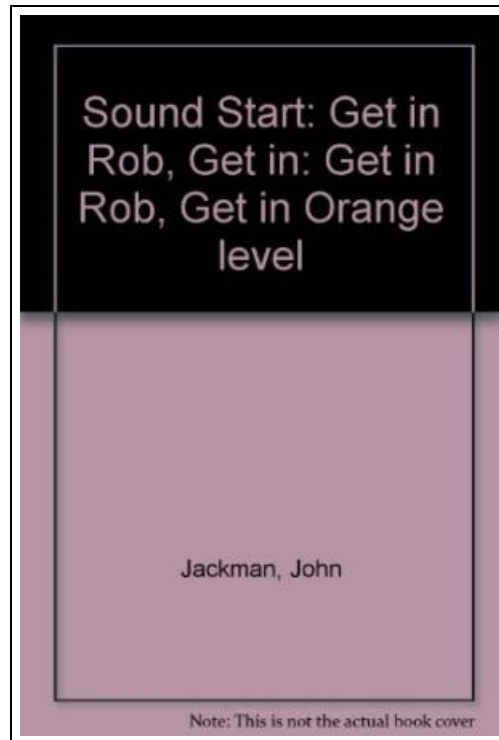 Sound Start: Get in
Rob, Get in: Get in
Rob, Get in Orange
level
Jackman, John
Note: This is not the actual book cover